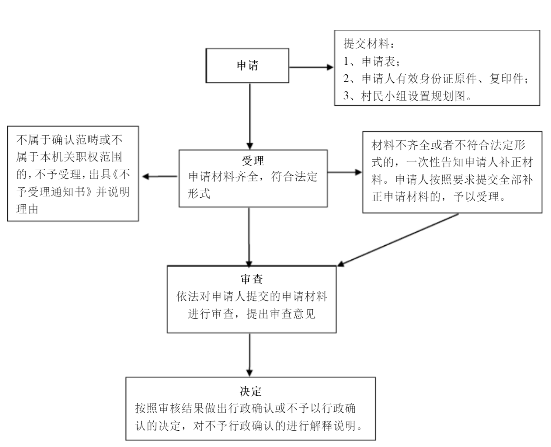 申请
提交材料：
1、申请表；
2、申请人有效身份证原件、复印件；
3、村民小组设置规划图。
不属于确认范畴或不
属于本机关职权范围
的，不予受理，出具《不
予受理通知书》并说明
理由
受理
申请材料齐全，符合法定
形式
材料不齐全或者不符合法定形
式的，一次性告知申请人补正材
料。申请人按照要求提交全部补
正申请材料的，予以受理。
审查
依法对申请人提交的申请材料
进行审查，提出审查意见
决定
按照审核结果做出行政确认或不予以行政确
认的决定，对不予行政确认的进行解释说明。